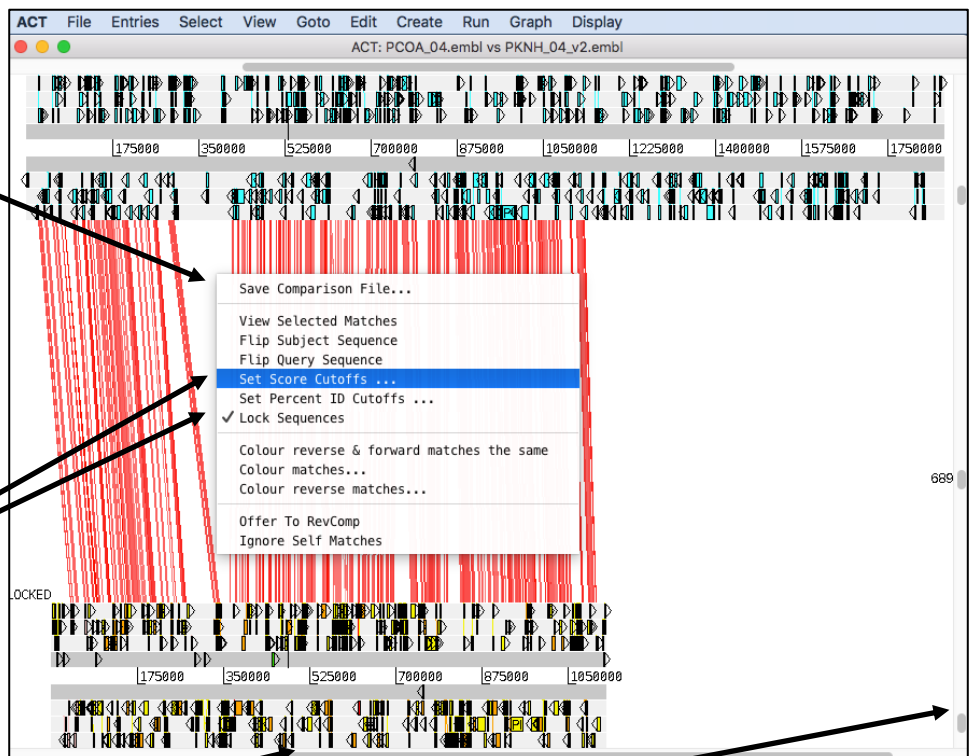 ACT File Entries Select View Goto Edit Create Run Graph Display
ACT: PCOA_04.embl vs PKNH_04_v2.embl
175000 350000 525000 700000 875000 1050000 1225000 1400000 1575000 1750000
Save Comparison File...
View Selected Matches
Flip Subject Sequence
Flip Query Sequence
Set Score Cutoffs ...
Set Percent ID Cutoffs ...
✓ Lock Sequences
Colour reverse & forward matches the same
Colour matches...
Colour reverse matches...
689
Offer To RevComp
Ignore Self Matches
LOCKED
175000 350000 525000 700000 875000 1050000